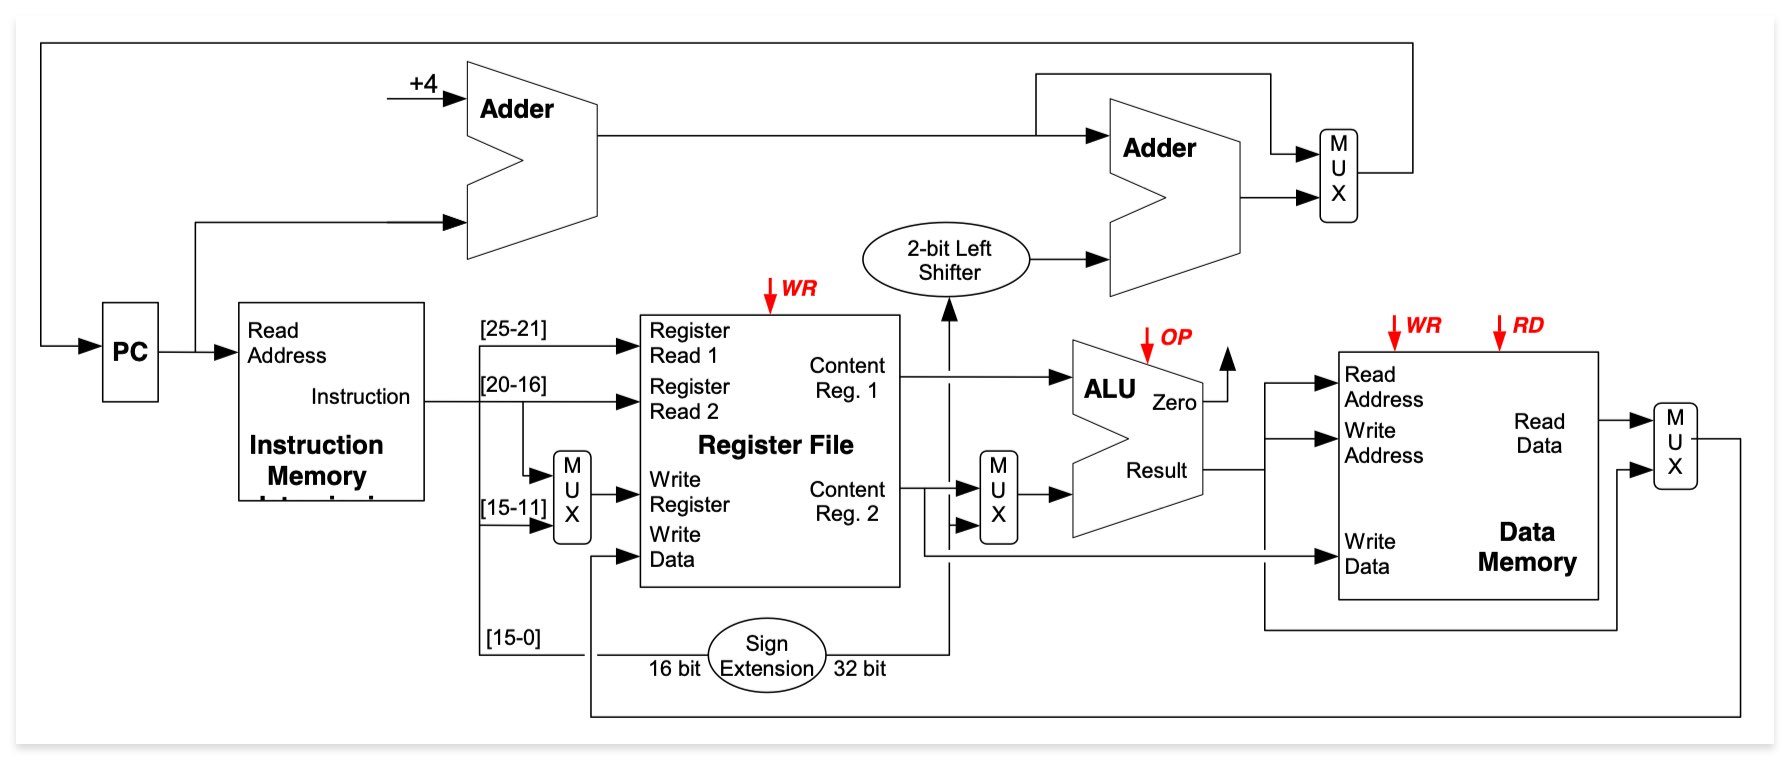 +4
Adder
Adder
M
U
X
2-bit Left
Shifter
PC
Read
Address
Instruction
Instruction
Memory
[25-21]
[20-16]
[15-11]
[15-0]
M
U
X
WR
Register
Read 1
Register
Read 2
Register File
Write
Register
Write
Data
Content
Reg. 1
Content
Reg. 2
16 bit
Sign
Extension
32 bit
M
U
X
OP
ALU
Zero
Result
WR
RD
Read
Address
Write
Address
Read
Data
Write
Data
Data
Memory
M
U
X